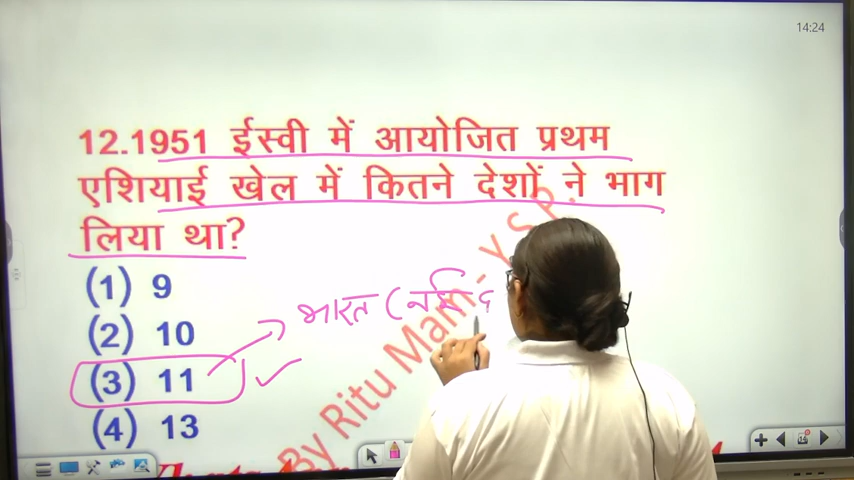 14:24
12.1951 ईस्वी में आयोजित प्रथम
एशियाई खेल में कितने देशों ने भाग
लिया था?
(1) 9
(2) 10
(3) 11
(4) 13
भारत (नई द
By Ritu Mam - Y.S.P.